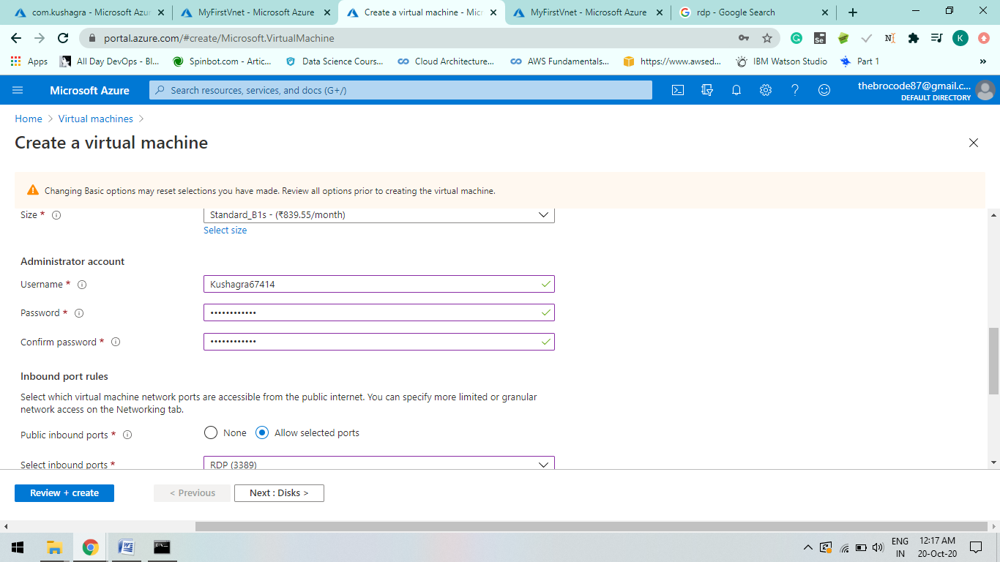 com.kushagra - Microsoft Azur
MyFirstVnet - Microsoft Azure
Create a virtual machine - Micr
MyFirstVnet - Microsoft Azure
rdp - Google Search
portal.azure.com/#create/Microsoft.VirtualMachine
Apps
All Day DevOps - Bl...
Spinbot.com - Artic...
Data Science Cours...
Cloud Architecture...
AWS Fundamentals...
https://www.awsed...
IBM Watson Studio
Part 1
»
Microsoft Azure
Search resources, services, and docs (G+/)
thebrocode87@gmail.c...
DEFAULT DIRECTORY
Home > Virtual machines >
Create a virtual machine
Changing Basic options may reset selections you have made. Review all options prior to creating the virtual machine.
Size * Standard_B1s - (₹839.55/month)
Select size
Administrator account
Username * Kushagra67414
Password * ••••••••••••
Confirm password * ••••••••••••
Inbound port rules
Select which virtual machine network ports are accessible from the public internet. You can specify more limited or granular
network access on the Networking tab.
Public inbound ports * None Allow selected ports
Select inbound ports * RDP (3389)
Review + create
< Previous
Next : Disks >
ENG
IN
12:17 AM
20-Oct-20